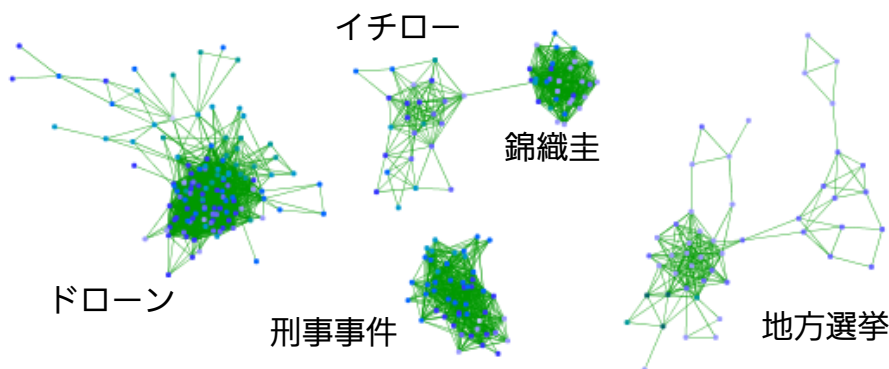 イチロー
錦織圭
ドローン
刑事事件
地方選挙